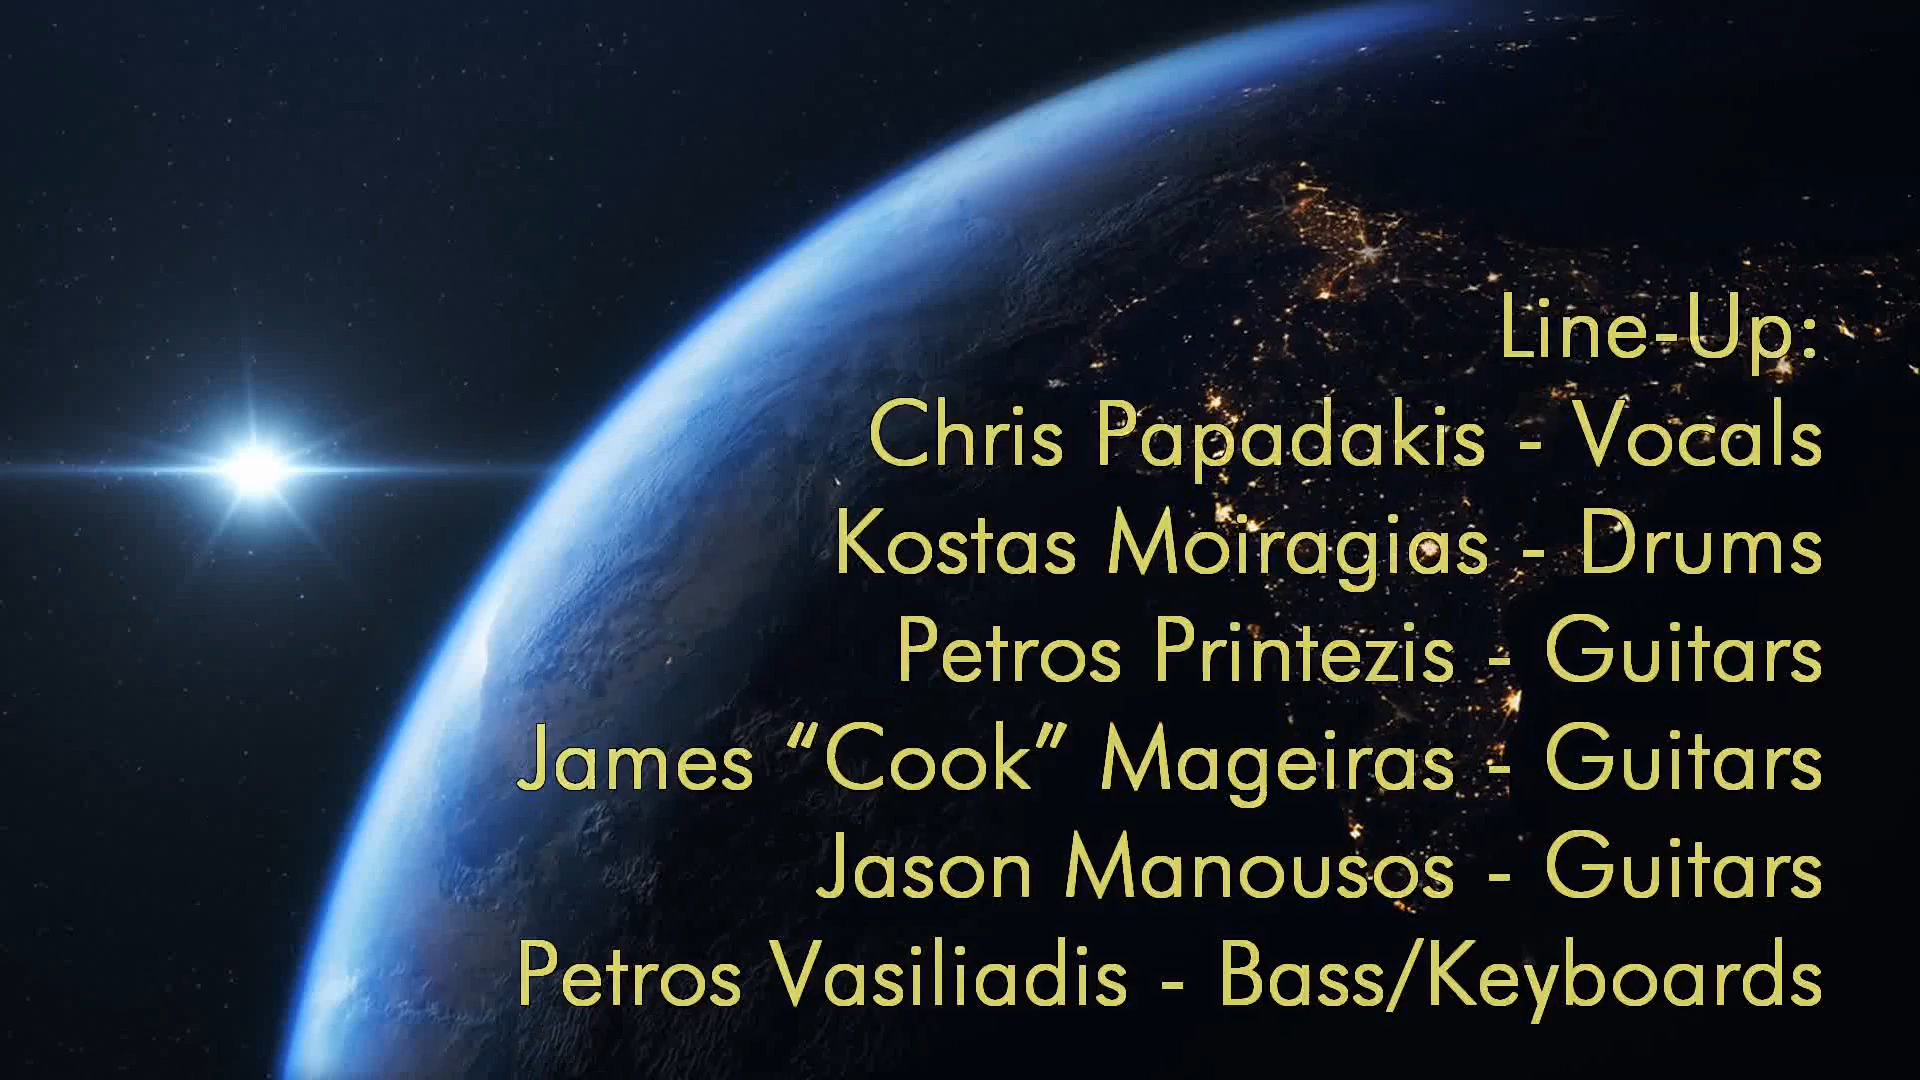 Line-Up:
Chris Papadakis - Vocals
Kostas Moiragias - Drums
Petros Printezis - Guitars
James “Cook” Mageiras - Guitars
Jason Manousos - Guitars
Petros Vasiliadis - Bass/Keyboards